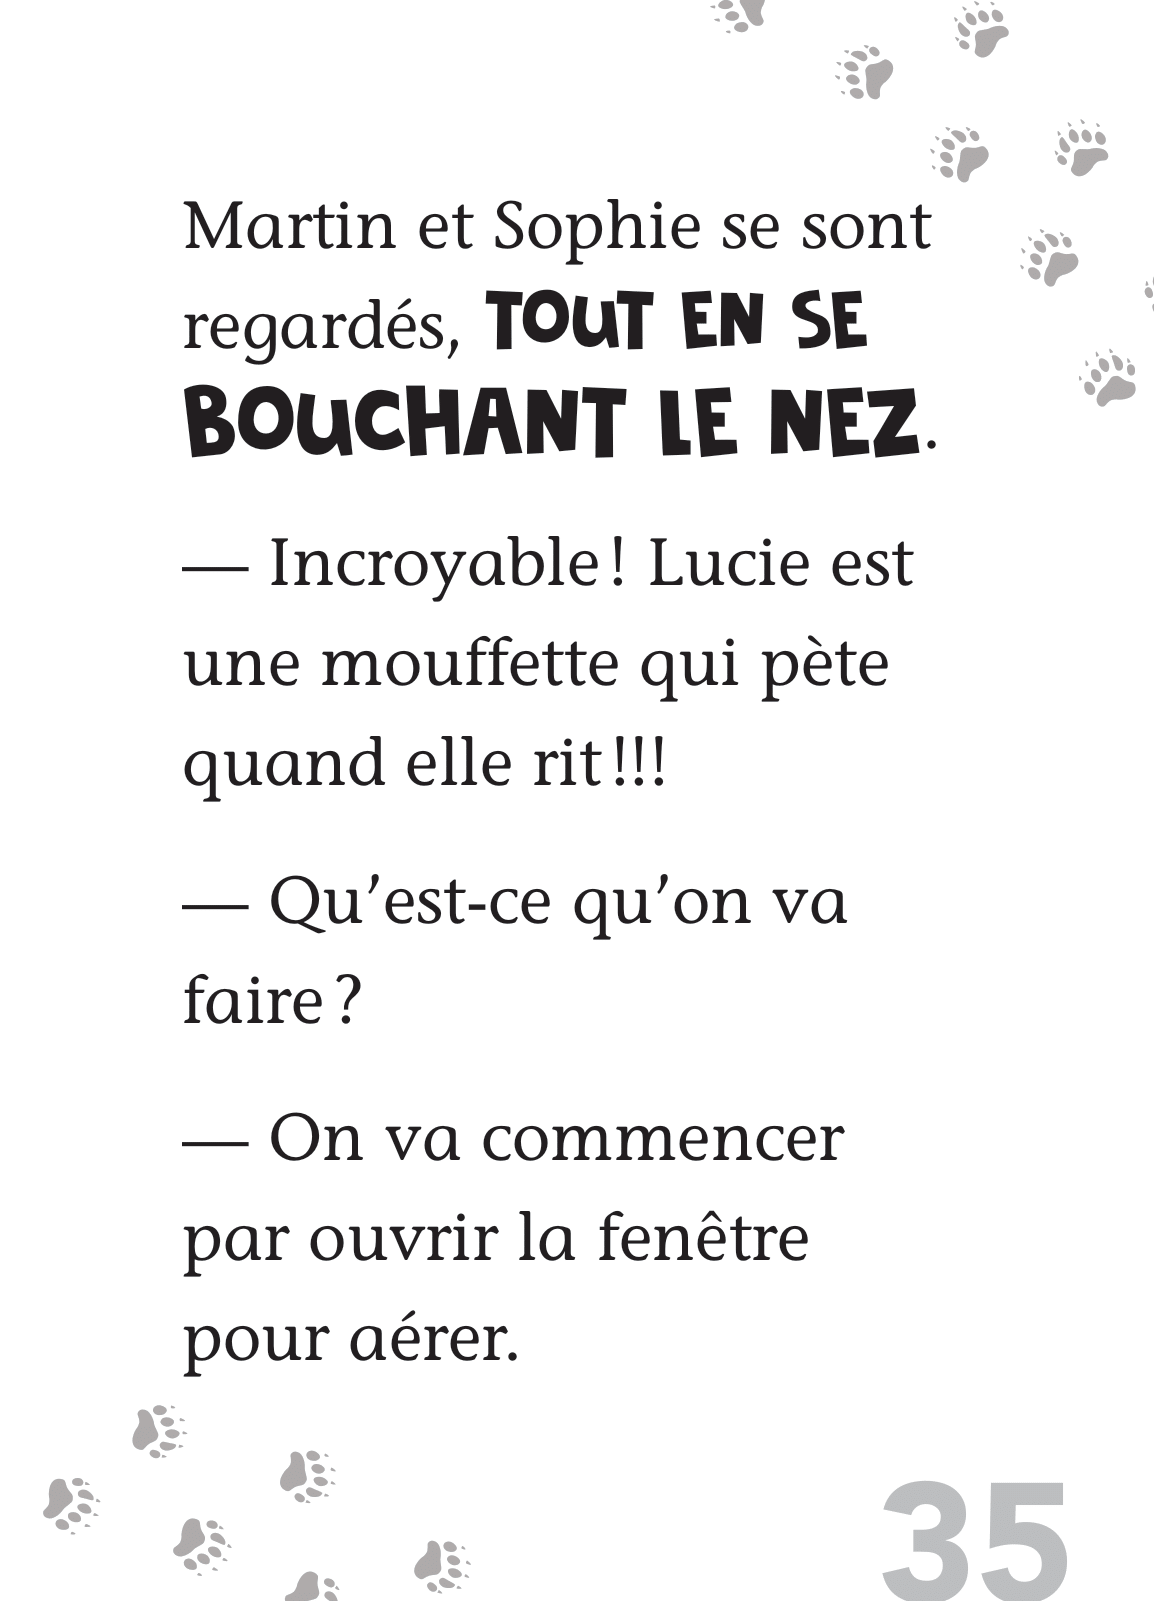 Martin et Sophie se sont
regardés, TOUT EN SE
BOUCHANT LE NEZ.
— Incroyable ! Lucie est
une mouffette qui pète
quand elle rit !!!
— Qu’est-ce qu’on va
faire ?
— On va commencer
par ouvrir la fenêtre
pour aérer.
35